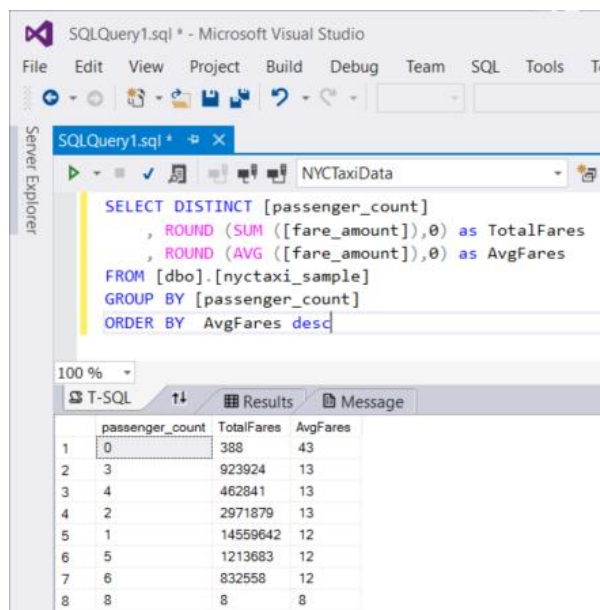 SQLQuery1.sql * - Microsoft Visual Studio
File Edit View Project Build Debug Team SQL Tools
Server Explorer
SQLQuery1.sql *
NYCTaxiData
SELECT DISTINCT [passenger_count]
, ROUND (SUM ([fare_amount]),0) as TotalFares
, ROUND (AVG ([fare_amount]),0) as AvgFares
FROM [dbo].[nyctaxi_sample]
GROUP BY [passenger_count]
ORDER BY AvgFares desc
100 %
T-SQL Results Message
passenger_count TotalFares AvgFares
1 0 388 43
2 3 923924 13
3 4 462841 13
4 2 2971879 13
5 1 14559642 12
6 5 1213683 12
7 6 832558 12
8 8 8 8